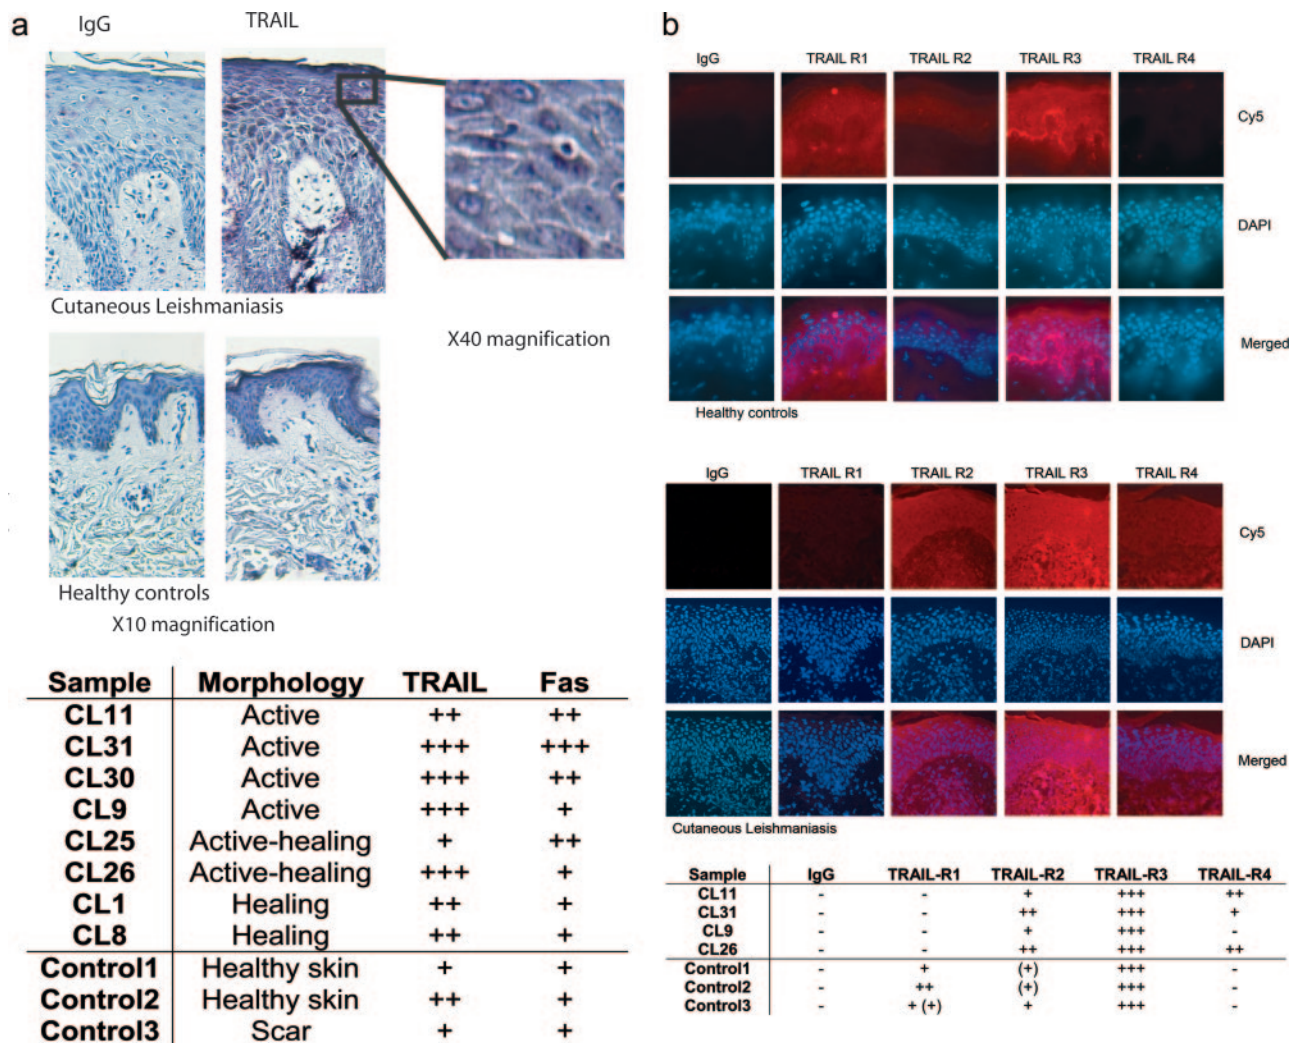 a
IgG TRAIL
Cutaneous Leishmaniasis
X40 magnification
Healthy controls
X10 magnification
Sample Morphology TRAIL Fas
CL11 Active ++ ++
CL31 Active +++ +++
CL30 Active +++ ++
CL9 Active +++ +
CL25 Active-healing + ++
CL26 Active-healing +++ +
CL1 Healing ++ +
CL8 Healing ++ +
Control1 Healthy skin + +
Control2 Healthy skin ++ +
Control3 Scar + +
b
IgG TRAIL R1 TRAIL R2 TRAIL R3 TRAIL R4
Cy5
DAPI
Merged
Healthy controls
IgG TRAIL R1 TRAIL R2 TRAIL R3 TRAIL R4
Cy5
DAPI
Merged
Cutaneous Leishmaniasis
Sample IgG TRAIL-R1 TRAIL-R2 TRAIL-R3 TRAIL-R4
CL11 - - + +++ ++
CL31 - - ++ +++ +
CL9 - - + +++ -
CL26 - - ++ +++ ++
Control1 - + (+) +++ -
Control2 - ++ (+) +++ -
Control3 - + (+) + +++ -